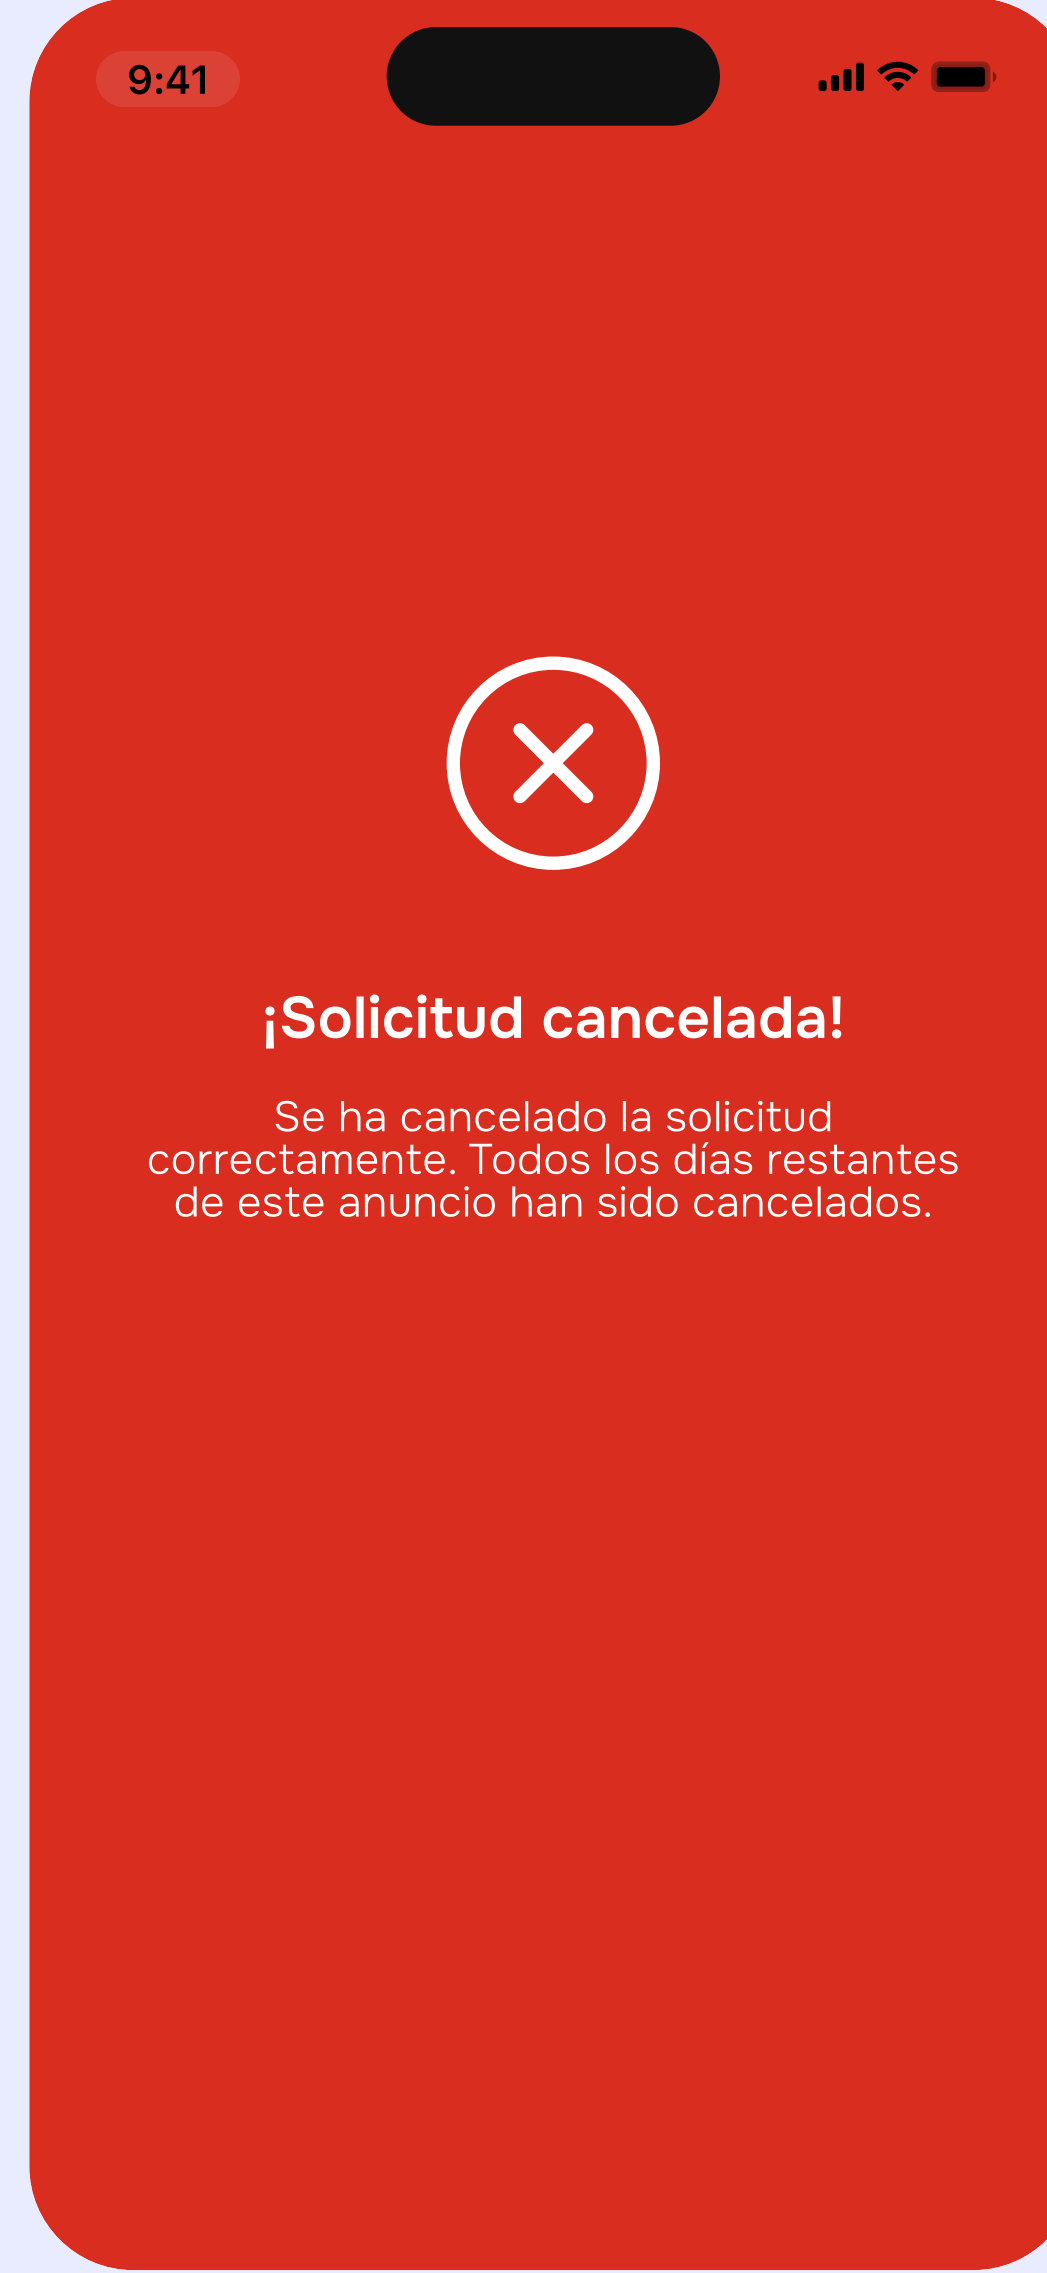 9:41
¡Solicitud cancelada!
Se ha cancelado la solicitud
correctamente. Todos los días restantes
de este anuncio han sido cancelados.